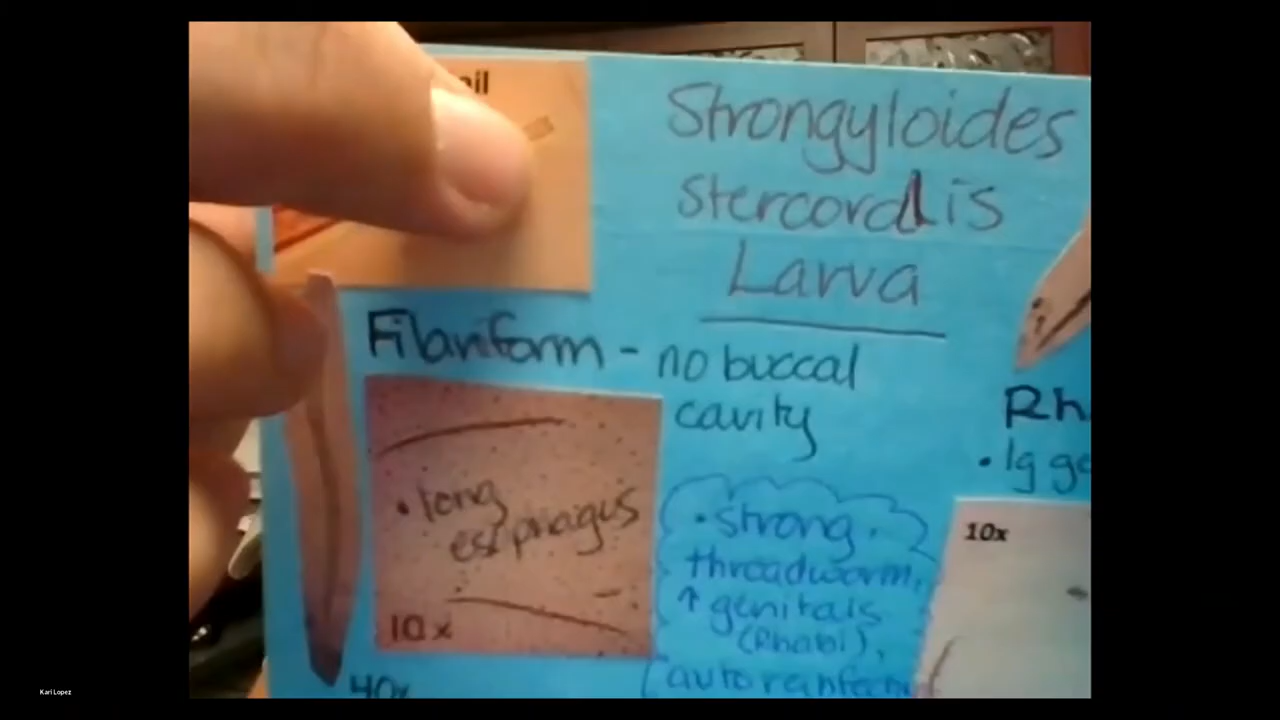 ail
Strongyloides
stercoralis
Larva
Filariform - no buccal
cavity
• long
esophagus
10x
• Strong
threadworm,
↑ genitals
(Rhabi),
autoreinfect
40x
Rh
• lg ge
10x
Kari Lopez